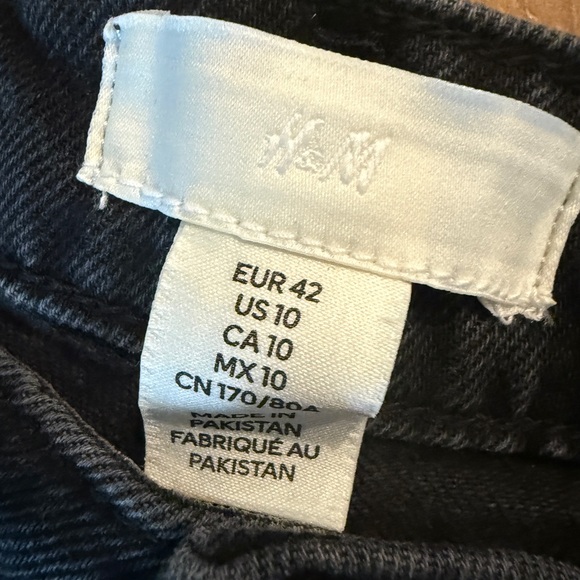 H&M
EUR 42
US 10
CA 10
MX 10
CN 170/80A
MADE IN
PAKISTAN
FABRIQUÉ AU
PAKISTAN